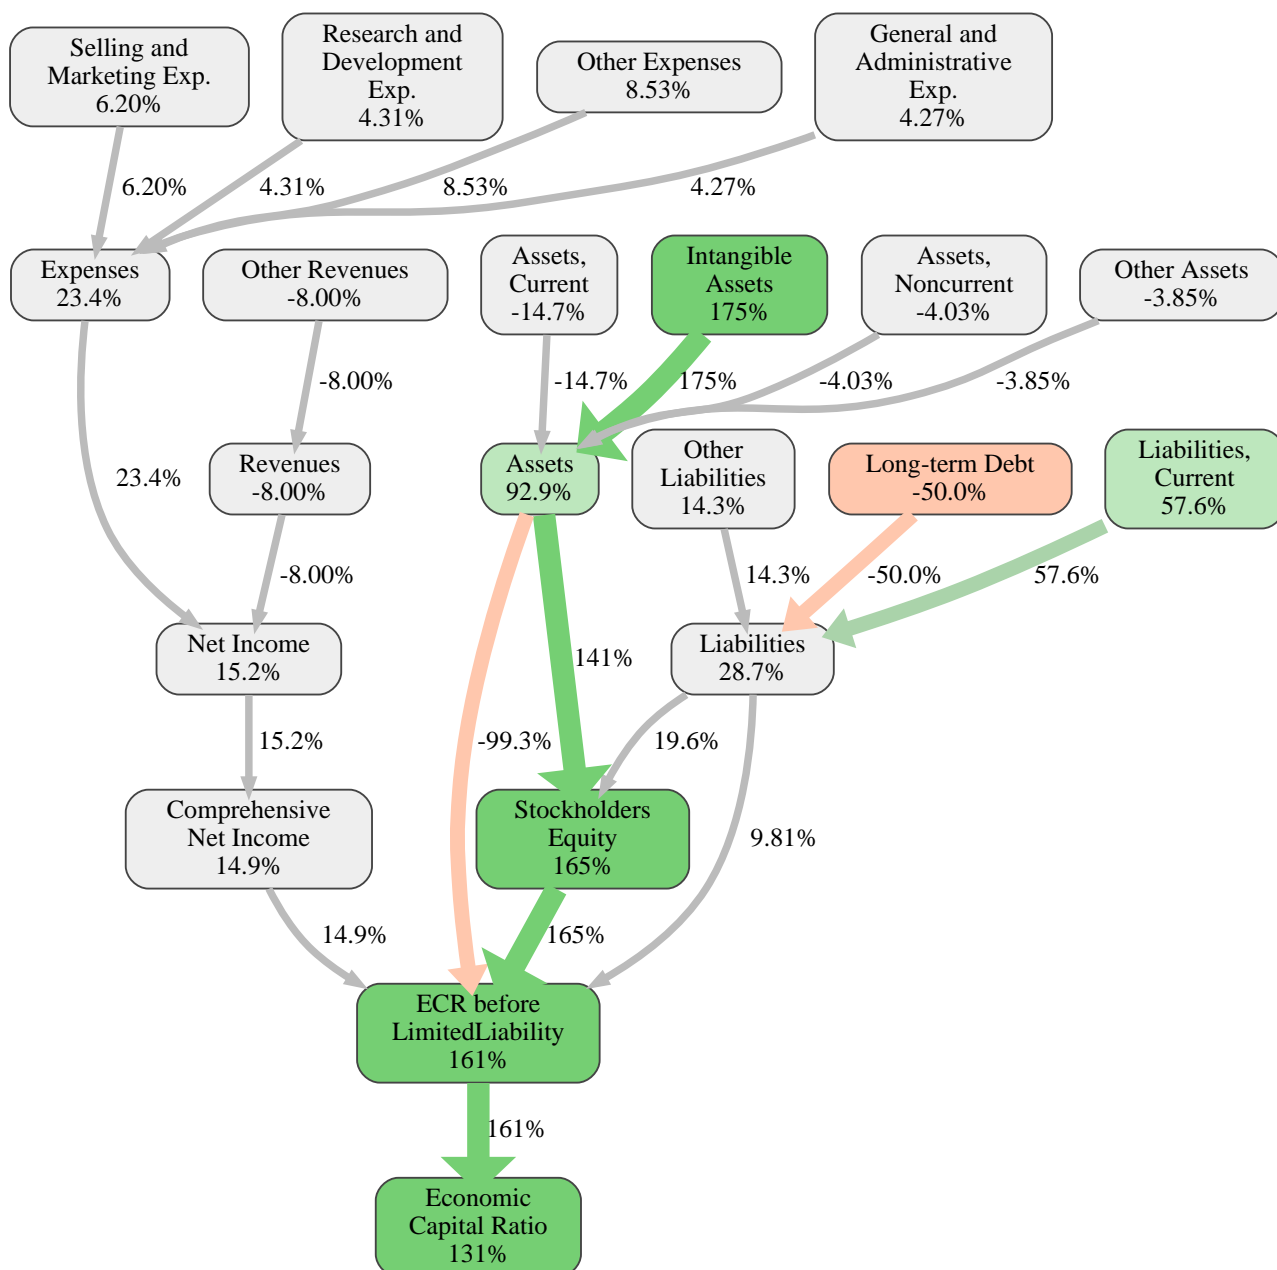 Selling and
Marketing Exp.
6.20%
Research and
Development
Exp.
4.31%
Other Expenses
8.53%
General and
Administrative
Exp.
4.27%
6.20%
4.31%
8.53%
4.27%
Expenses
23.4%
Other Revenues
-8.00%
Assets,
Current
-14.7%
Intangible
Assets
175%
Assets,
Noncurrent
-4.03%
Other Assets
-3.85%
-8.00%
-14.7%
175%
-4.03%
-3.85%
23.4%
Revenues
-8.00%
Assets
92.9%
Other
Liabilities
14.3%
Long-term Debt
-50.0%
Liabilities,
Current
57.6%
-8.00%
14.3%
-50.0%
57.6%
Net Income
15.2%
141%
Liabilities
28.7%
15.2%
-99.3%
19.6%
Comprehensive
Net Income
14.9%
Stockholders
Equity
165%
9.81%
14.9%
165%
ECR before
LimitedLiability
161%
161%
Economic
Capital Ratio
131%